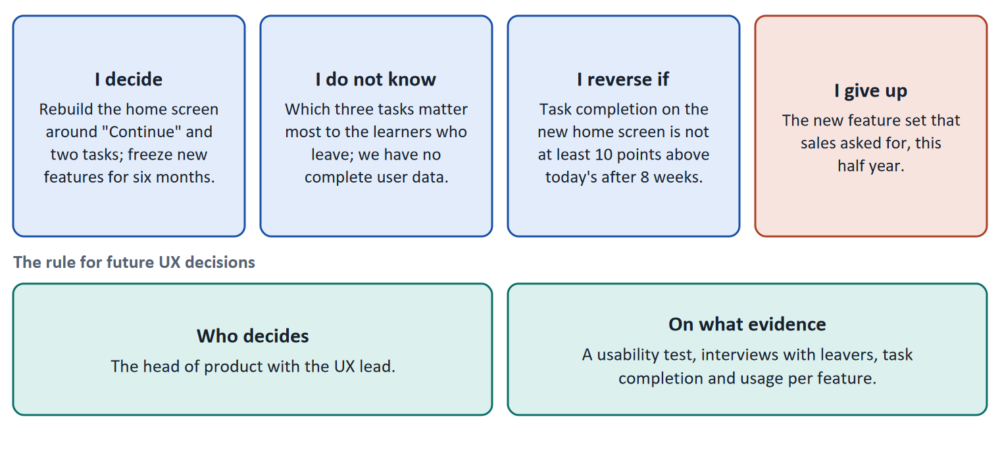 I decide
Rebuild the home screen
around "Continue" and
two tasks; freeze new
features for six months.
I do not know
Which three tasks matter
most to the learners who
leave; we have no
complete user data.
I reverse if
Task completion on the
new home screen is not
at least 10 points above
today's after 8 weeks.
I give up
The new feature set that
sales asked for, this
half year.
The rule for future UX decisions
Who decides
The head of product with the UX lead.
On what evidence
A usability test, interviews with leavers, task
completion and usage per feature.